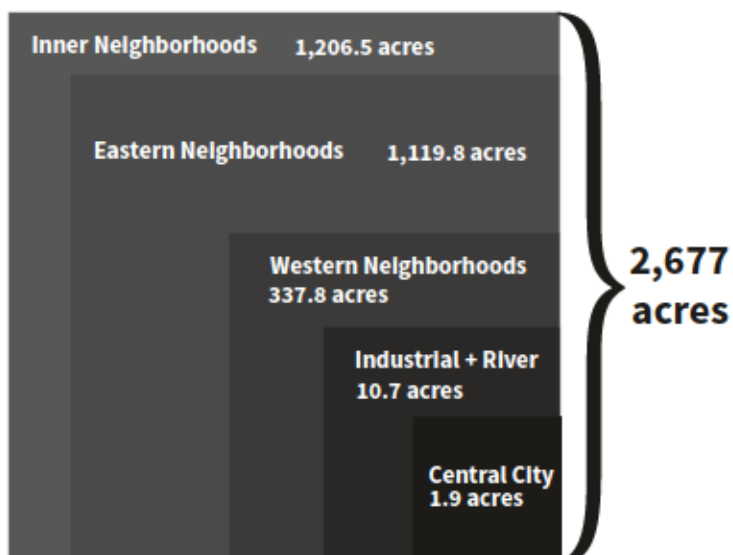 Inner Neighborhoods 1,206.5 acres
Eastern Neighborhoods 1,119.8 acres
Western Neighborhoods
337.8 acres
Industrial + River
10.7 acres
Central City
1.9 acres
2,677
acres